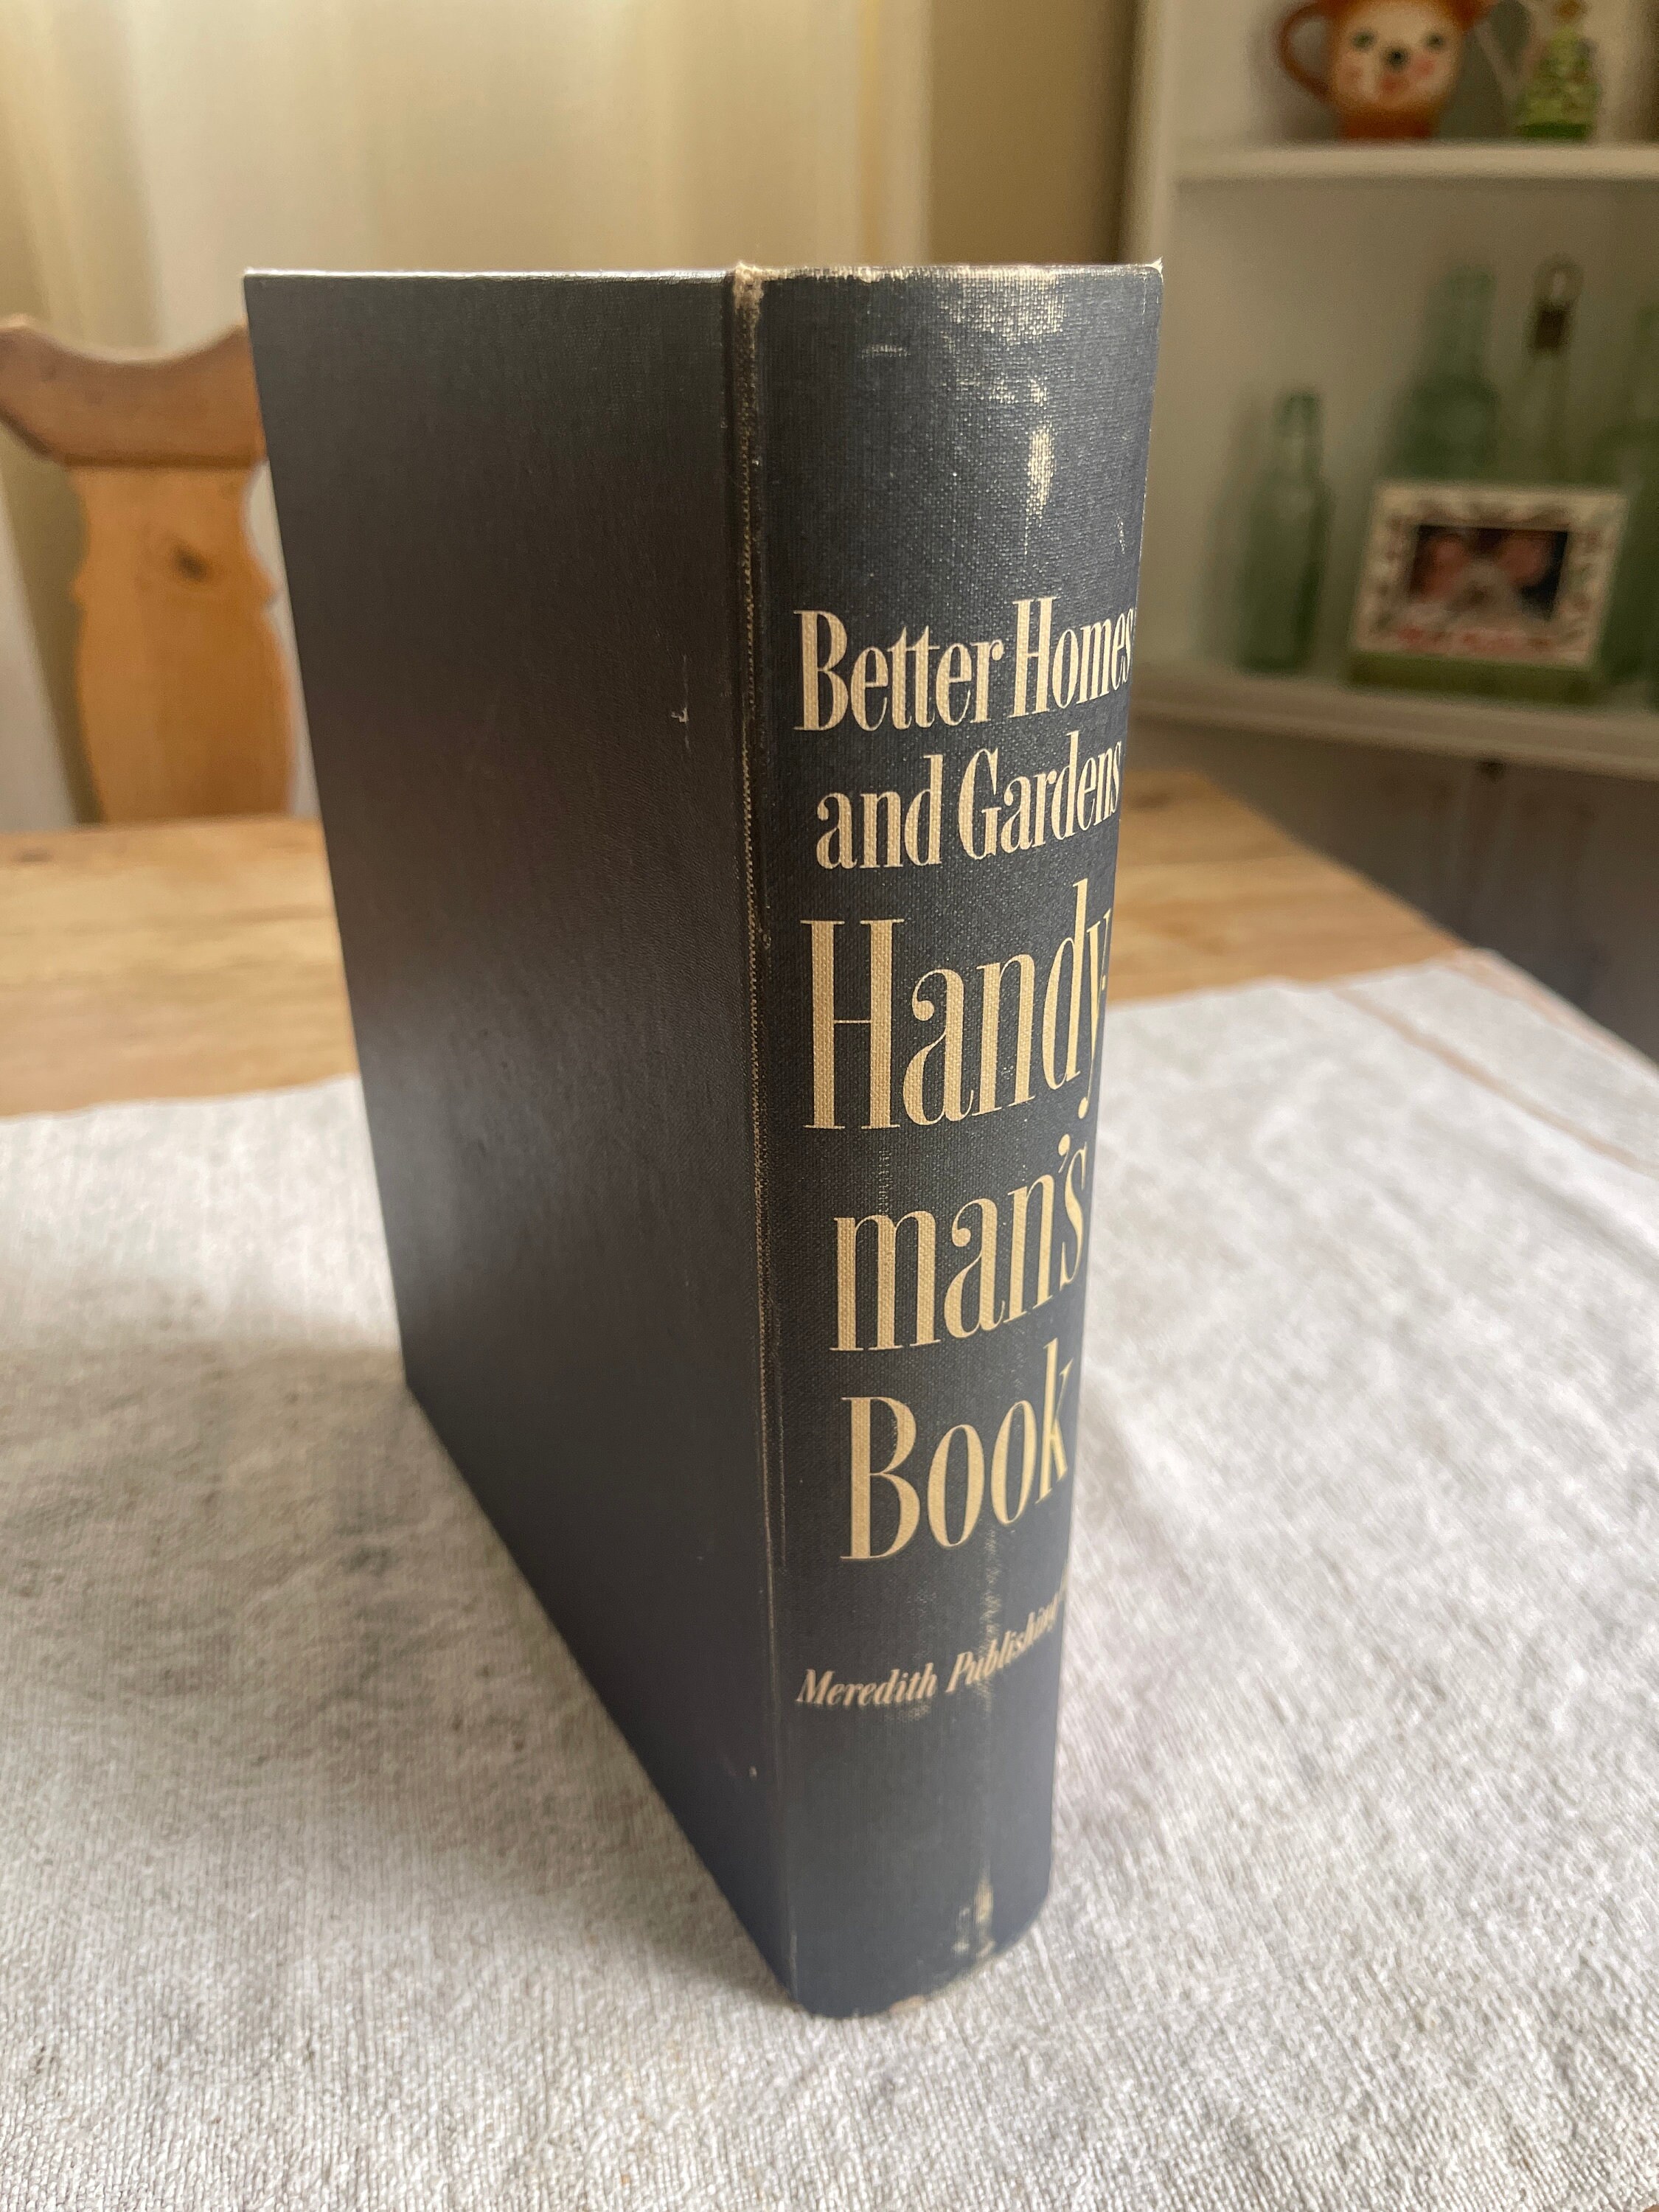 Better Homes
and Gardens
Handy
man's
Book
Meredith Publishing